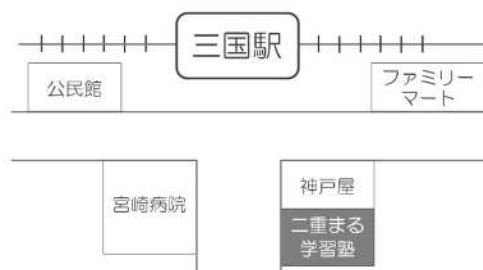 三国駅
公民館
ファミリー
マート
宮崎病院
神戸屋
二重まる
学習塾